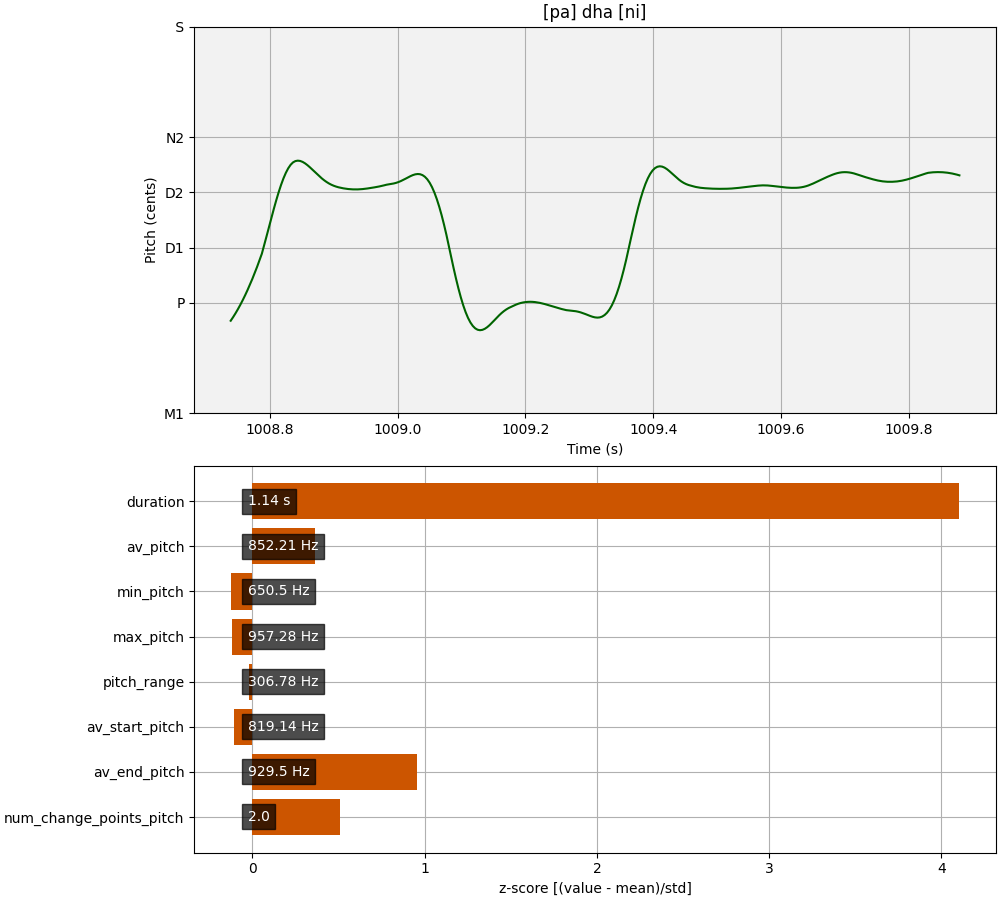 [pa] dha [ni]
S
N2
D2
D1
P
M1
Pitch (cents)
1008.8 1009.0 1009.2 1009.4 1009.6 1009.8
Time (s)
duration 1.14 s
av_pitch 852.21 Hz
min_pitch 650.5 Hz
max_pitch 957.28 Hz
pitch_range 306.78 Hz
av_start_pitch 819.14 Hz
av_end_pitch 929.5 Hz
num_change_points_pitch 2.0
0 1 2 3 4
z-score [(value - mean)/std]